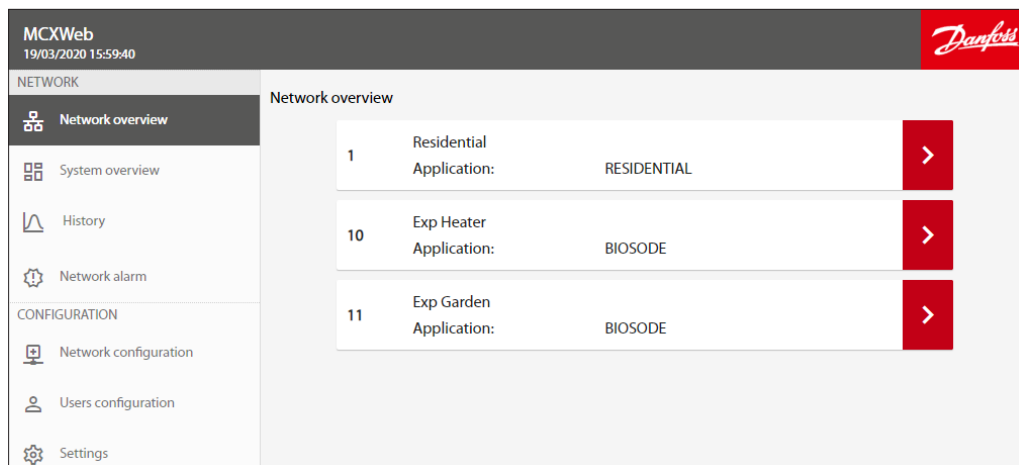 MCXWeb
19/03/2020 15:59:40
Danfoss
NETWORK
Network overview
System overview
History
Network alarm
CONFIGURATION
Network configuration
Users configuration
Settings
Network overview
1
Residential
Application: RESIDENTIAL
10
Exp Heater
Application: BIOSODE
11
Exp Garden
Application: BIOSODE